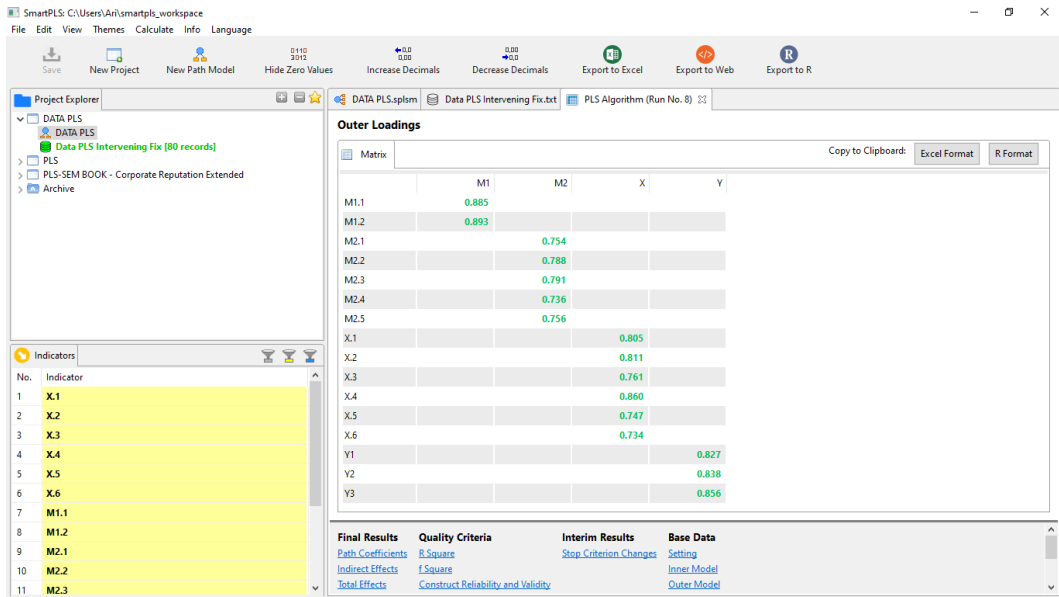 SmartPLS: C:\Users\Ari\smartpls_workspace
File Edit View Themes Calculate Info Language
Save New Project New Path Model Hide Zero Values Increase Decimals Decrease Decimals Export to Excel Export to Web Export to R
Project Explorer
DATA PLS
DATA PLS
Data PLS Intervening Fix [80 records]
PLS
PLS-SEM BOOK - Corporate Reputation Extended
Archive
Indicators
No. Indicator
1 X.1
2 X.2
3 X.3
4 X.4
5 X.5
6 X.6
7 M1.1
8 M1.2
9 M2.1
10 M2.2
11 M2.3
DATA PLS.splsm Data PLS Intervening Fix.txt PLS Algorithm (Run No. 8)
Outer Loadings
Matrix Copy to Clipboard: Excel Format R Format
M1 M2 X Y
M1.1 0.885
M1.2 0.893
M2.1 0.754
M2.2 0.788
M2.3 0.791
M2.4 0.736
M2.5 0.756
X.1 0.805
X.2 0.811
X.3 0.761
X.4 0.860
X.5 0.747
X.6 0.734
Y1 0.827
Y2 0.838
Y3 0.856
Final Results Quality Criteria Interim Results Base Data
Path Coefficients R Square Stop Criterion Changes Setting
Indirect Effects f Square Inner Model
Total Effects Construct Reliability and Validity Outer Model